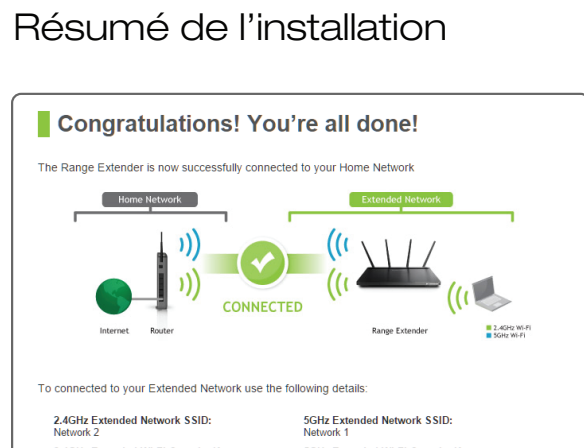 Résumé de l'installation
Congratulations! You're all done!
The Range Extender is now successfully connected to your Home Network
Home Network
Extended Network
CONNECTED
Internet
Router
Range Extender
2.4GHz Wi-Fi
5GHz Wi-Fi
To connected to your Extended Network use the following details:
2.4GHz Extended Network SSID:
Network 2
5GHz Extended Network SSID:
Network 1